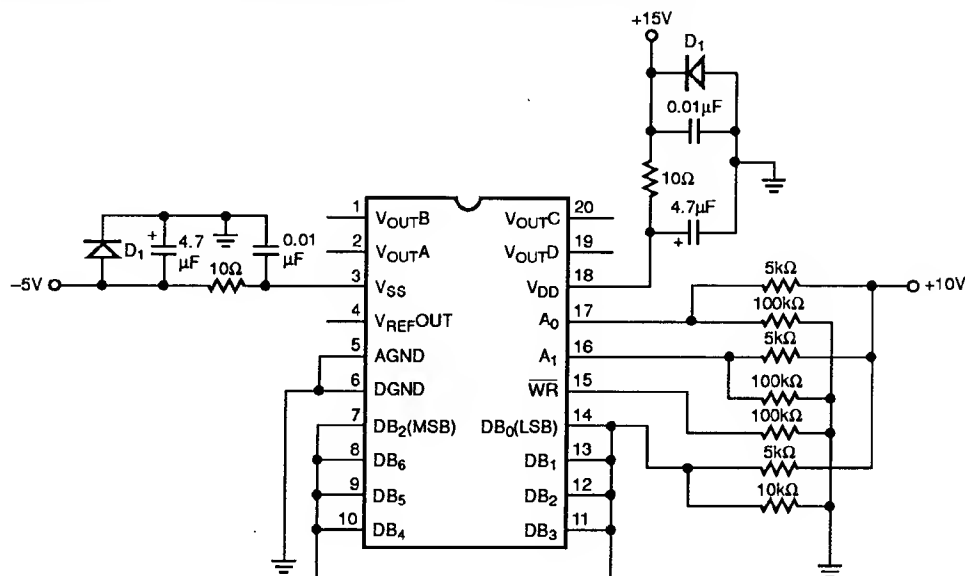 +15V
D1
0.01µF
10Ω
4.7µF
+
–5V
D1
+
4.7
µF
10Ω
0.01
µF
1
VOUTB
VOUTC
20
2
VOUTA
VOUTD
19
3
VSS
VDD
18
4
VREFOUT
A0
17
5
AGND
A1
16
6
DGND
WR
15
7
DB2(MSB)
DB0(LSB)
14
8
DB6
DB1
13
9
DB5
DB2
12
10
DB4
DB3
11
5kΩ
+10V
100kΩ
5kΩ
100kΩ
100kΩ
5kΩ
10kΩ